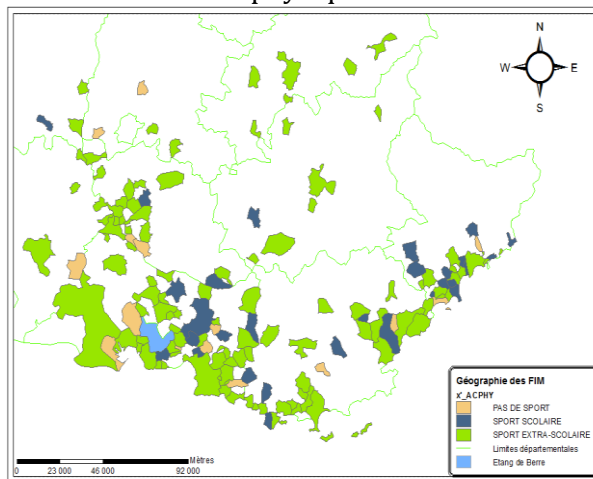 N
W E
S
Géographie des FIM
x'_ACPHY
PAS DE SPORT
SPORT SCOLAIRE
SPORT EXTRA-SCOLAIRE
Limites départementales
Etang de Berre
Mètres
0 23 000 46 000 92 000